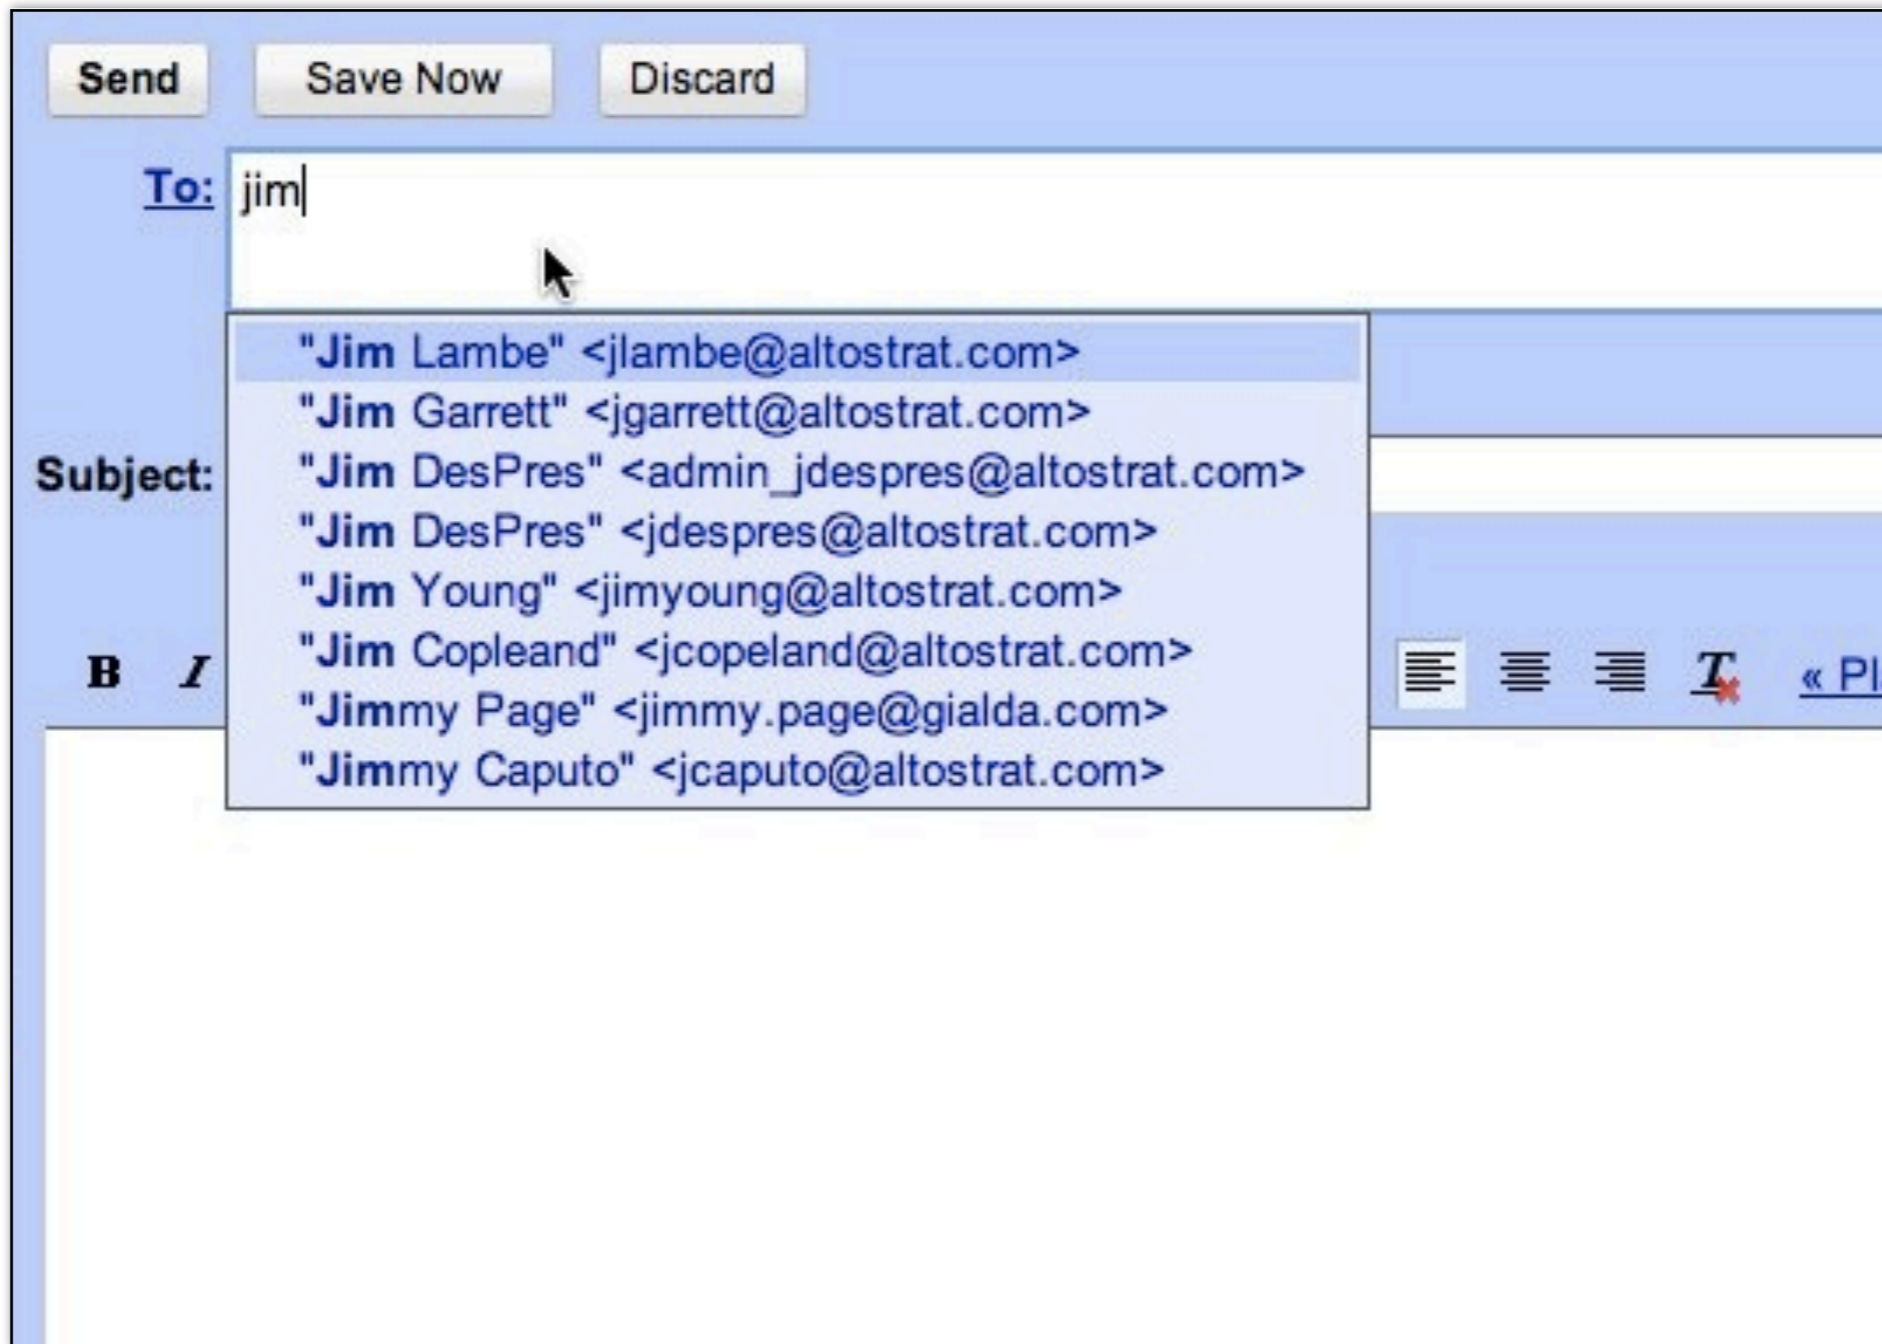 Send Save Now Discard
To: jim
"Jim Lambe" <jlambe@altostrat.com>
"Jim Garrett" <jgarrett@altostrat.com>
Subject: "Jim DesPres" <admin_jdespres@altostrat.com>
"Jim DesPres" <jdespres@altostrat.com>
"Jim Young" <jimyoung@altostrat.com>
"Jim Copleand" <jcopeland@altostrat.com>
B I T « Pl
"Jimmy Page" <jimmy.page@gialda.com>
"Jimmy Caputo" <jcaputo@altostrat.com>